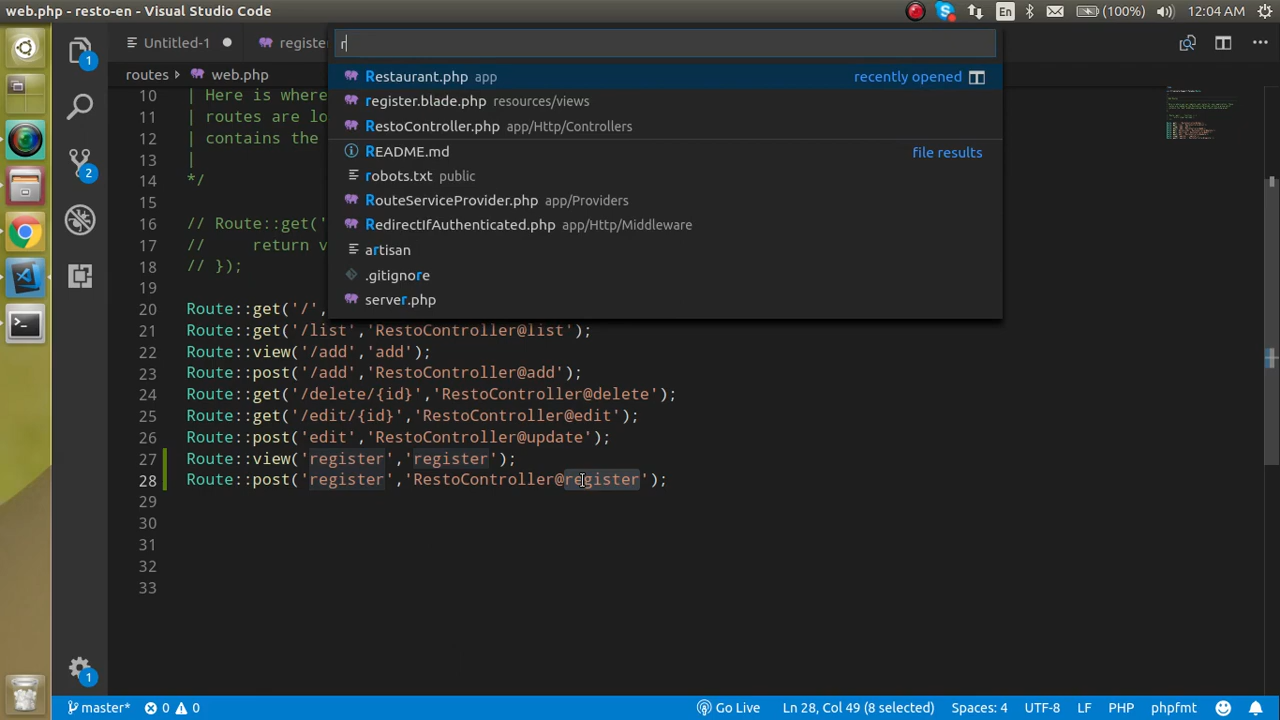 web.php - resto-en - Visual Studio Code
En
(100%)
12:04 AM
Untitled-1
registe
r
routes
web.php
Restaurant.php app
recently opened
register.blade.php resources/views
RestoController.php app/Http/Controllers
README.md
file results
robots.txt public
RouteServiceProvider.php app/Providers
RedirectIfAuthenticated.php app/Http/Middleware
artisan
.gitignore
server.php
1
2
1
10 | Here is where
11 | routes are lo
12 | contains the
13 |
14 */
15
16 // Route::get('
17 // return v
18 // });
19
20 Route::get('/',
21 Route::get('/list','RestoController@list');
22 Route::view('/add','add');
23 Route::post('/add','RestoController@add');
24 Route::get('/delete/{id}','RestoController@delete');
25 Route::get('/edit/{id}','RestoController@edit');
26 Route::post('edit','RestoController@update');
27 Route::view('register','register');
28 Route::post('register','RestoController@register');
29
30
31
32
33
master*
0
0
Go Live
Ln 28, Col 49 (8 selected)
Spaces: 4
UTF-8
LF
PHP
phpfmt